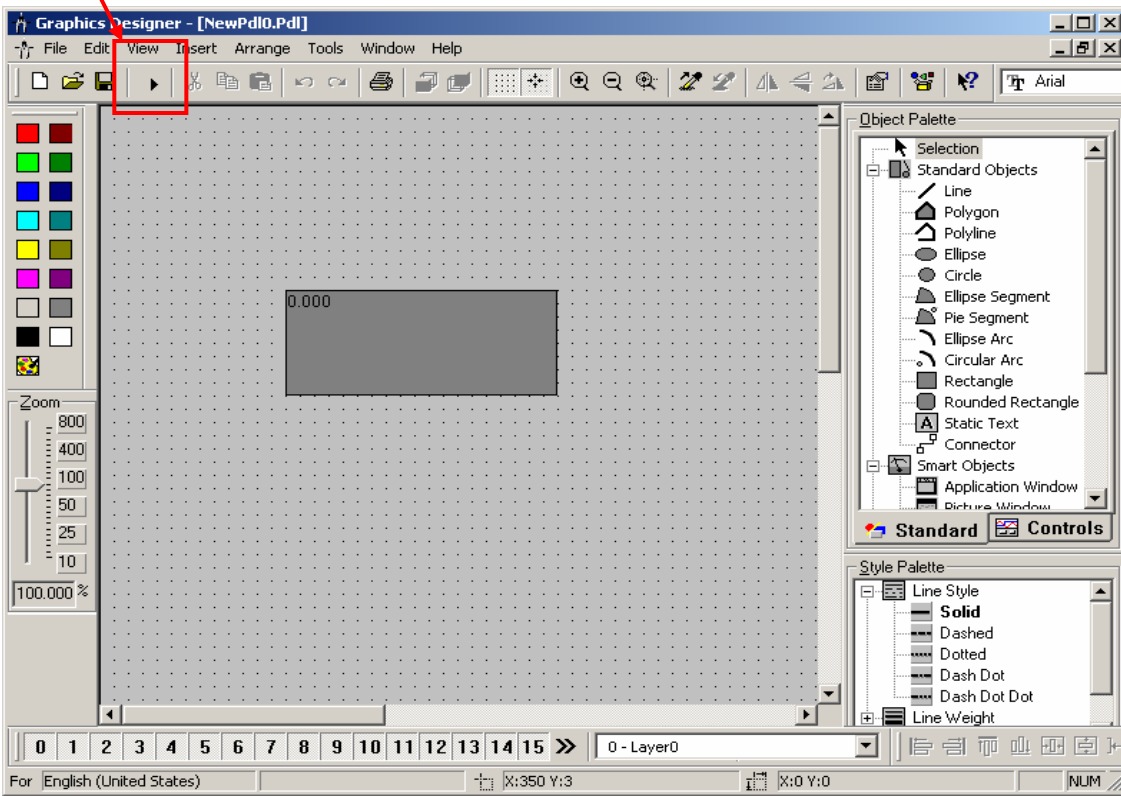 Graphics Designer - [NewPdl0.Pdl]
File Edit View Insert Arrange Tools Window Help
Arial
Object Palette
Selection
Standard Objects
Line
Polygon
Polyline
Ellipse
Circle
Ellipse Segment
Pie Segment
Ellipse Arc
Circular Arc
Rectangle
Rounded Rectangle
A Static Text
Connector
Smart Objects
Application Window
Picture Window
Standard Controls
0.000
Zoom
800
400
100
50
25
10
100.000 %
Style Palette
Line Style
Solid
Dashed
Dotted
Dash Dot
Dash Dot Dot
Line Weight
0 1 2 3 4 5 6 7 8 9 10 11 12 13 14 15 0 - Layer0
For English (United States) X:350 Y:3 X:0 Y:0 NUM